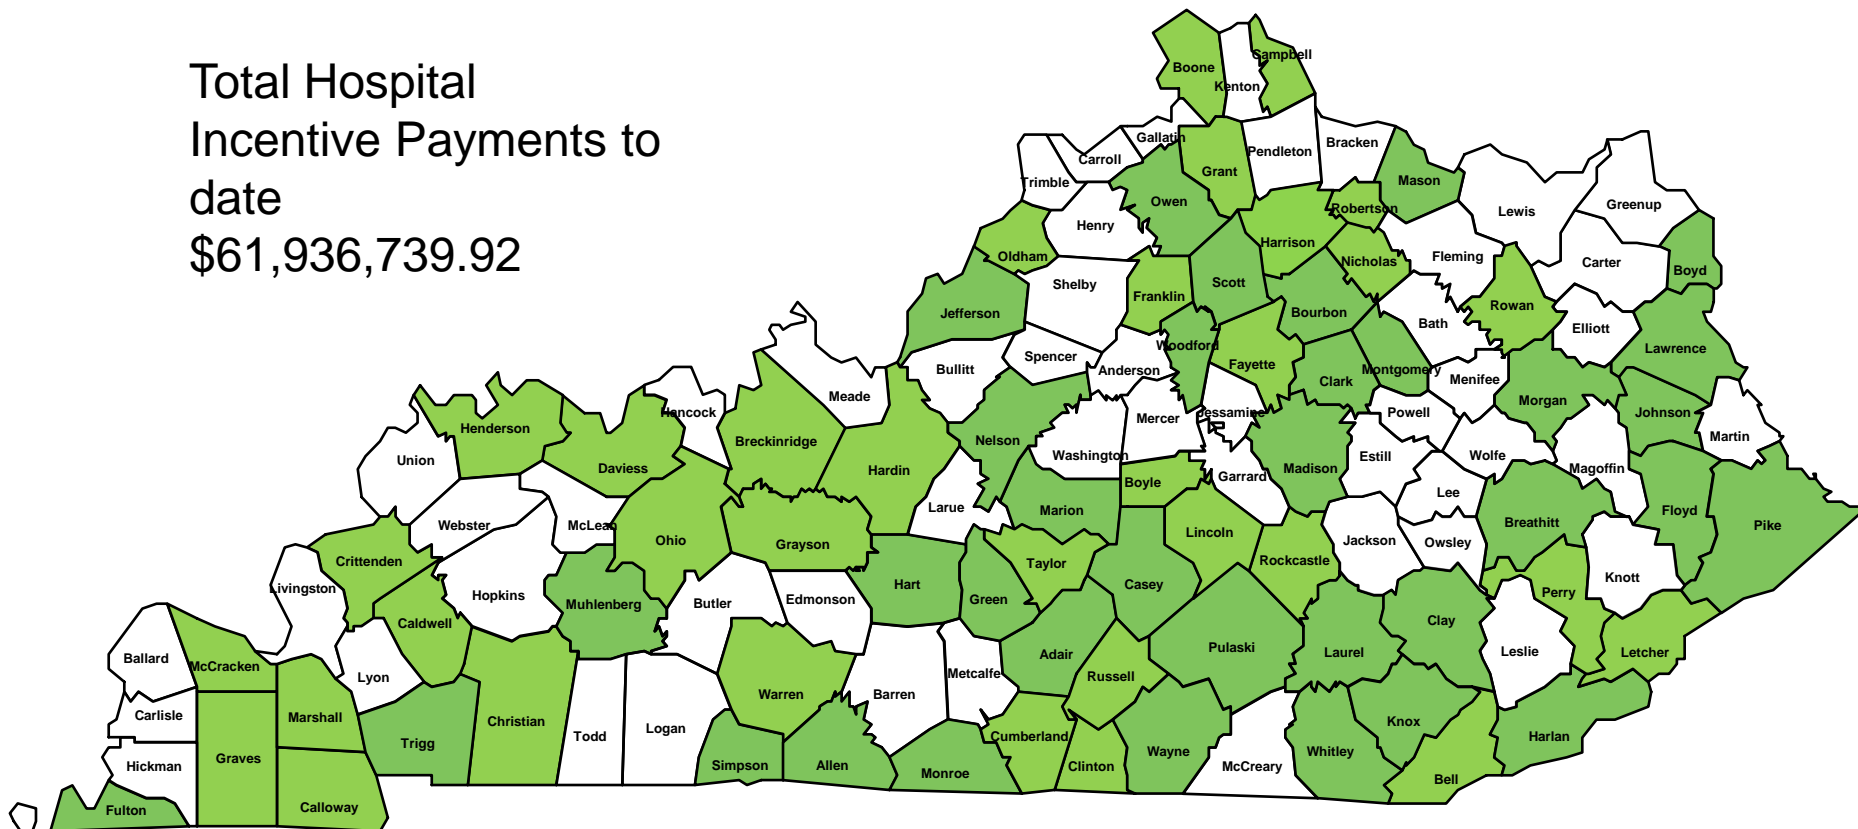 Total Hospital
Incentive Payments to
date
$61,936,739.92
Boone
Campbell
Kenton
Gallatin
Carroll
Trimble
Grant
Pendleton
Bracken
Mason
Owen
Henry
Robertson
Lewis
Greenup
Oldham
Harrison
Nicholas
Fleming
Carter
Boyd
Shelby
Franklin
Scott
Jefferson
Bourbon
Rowan
Bath
Elliott
Woodford
Fayette
Lawrence
Spencer
Anderson
Bullitt
Clark
Montgomery
Menifee
Meade
Morgan
Powell
Johnson
Hancock
Jessamine
Mercer
Martin
Henderson
Breckinridge
Nelson
Washington
Union
Daviess
Hardin
Madison
Estill
Wolfe
Magoffin
Garrard
Boyle
Lee
Larue
Marion
Floyd
Pike
Webster
McLean
Breathitt
Lincoln
Ohio
Grayson
Jackson
Owsley
Crittenden
Taylor
Rockcastle
Knott
Livingston
Hopkins
Hart
Casey
Perry
Muhlenberg
Butler
Edmonson
Green
Caldwell
Clay
Pulaski
Ballard
McCracken
Adair
Laurel
Leslie
Letcher
Lyon
Metcalfe
Russell
Warren
Barren
Carlisle
Marshall
Christian
Knox
Logan
Todd
Cumberland
Harlan
Trigg
Graves
Wayne
Whitley
Hickman
Simpson
Allen
Monroe
Clinton
McCreary
Bell
Fulton
Calloway